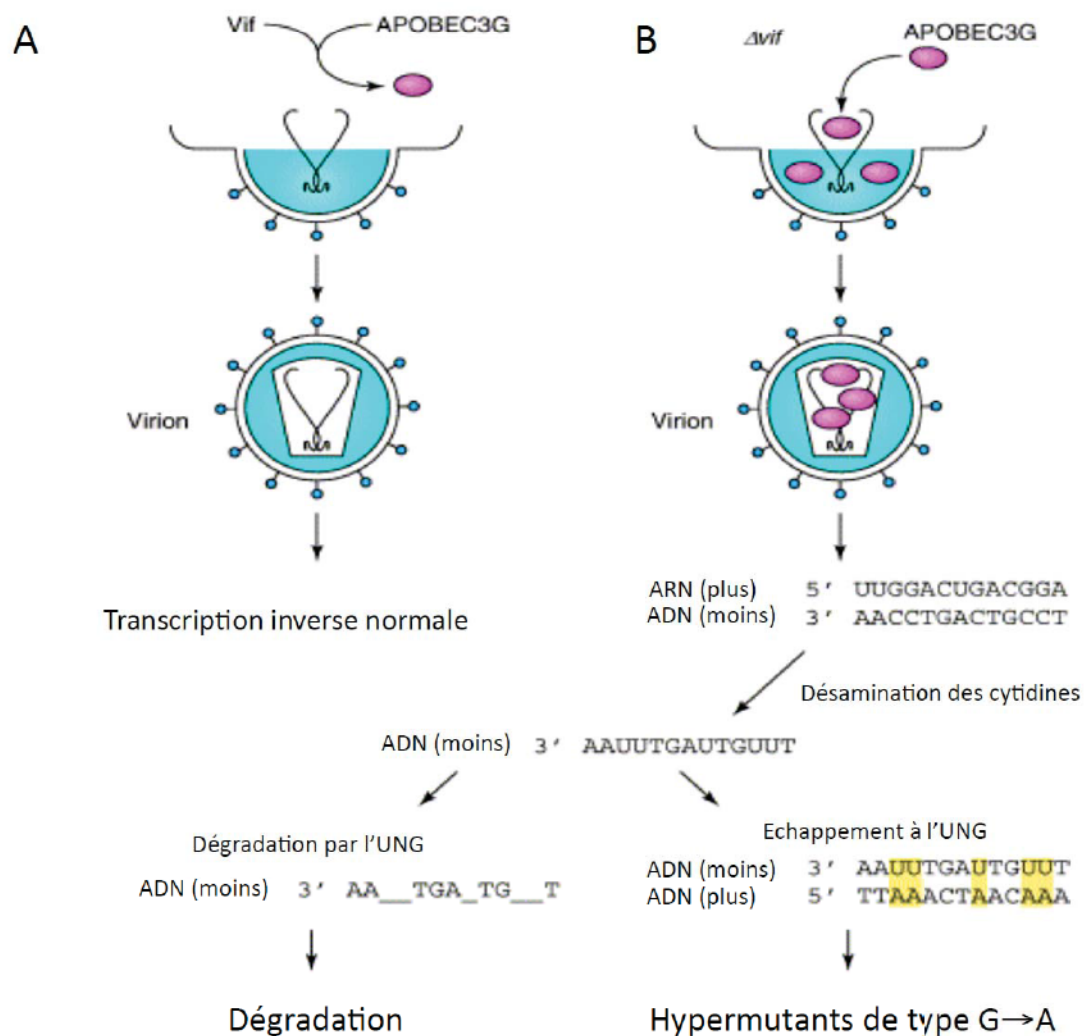 A
Vif
APOBEC3G
Virion
Transcription inverse normale
B
Δvif
APOBEC3G
Virion
ARN (plus) 5′ UUGGACUGACGGA
ADN (moins) 3′ AACCTGACTGCCT
Désamination des cytidines
ADN (moins) 3′ AAUUTGAUTGUUT
Dégradation par l'UNG
ADN (moins) 3′ AA__TGA_TG__T
Dégradation
Echappement à l'UNG
ADN (moins) 3′ AAUUTGAUTGUUT
ADN (plus) 5′ TTAAACTAACAAA
Hypermutants de type G→A